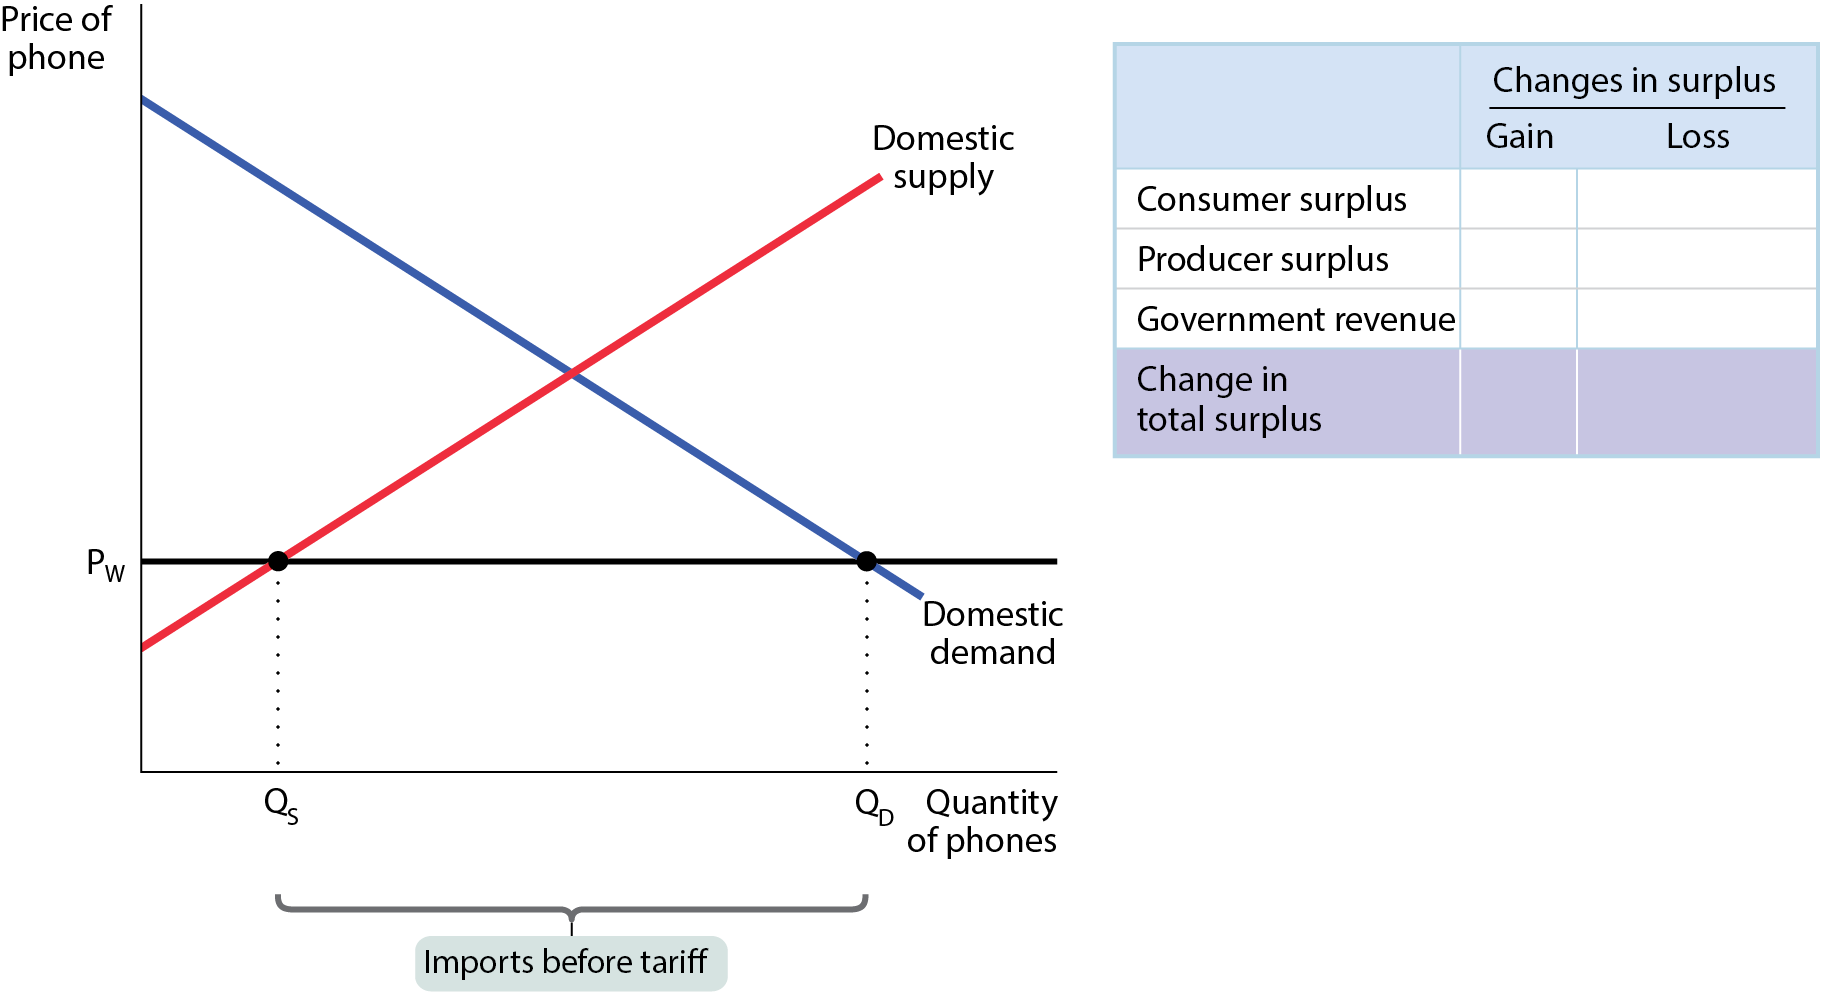 Price of
phone
Domestic
supply
P_W
Domestic
demand
Q_S
Q_D
Quantity
of phones
Imports before tariff
Changes in surplus
Gain Loss
Consumer surplus
Producer surplus
Government revenue
Change in
total surplus